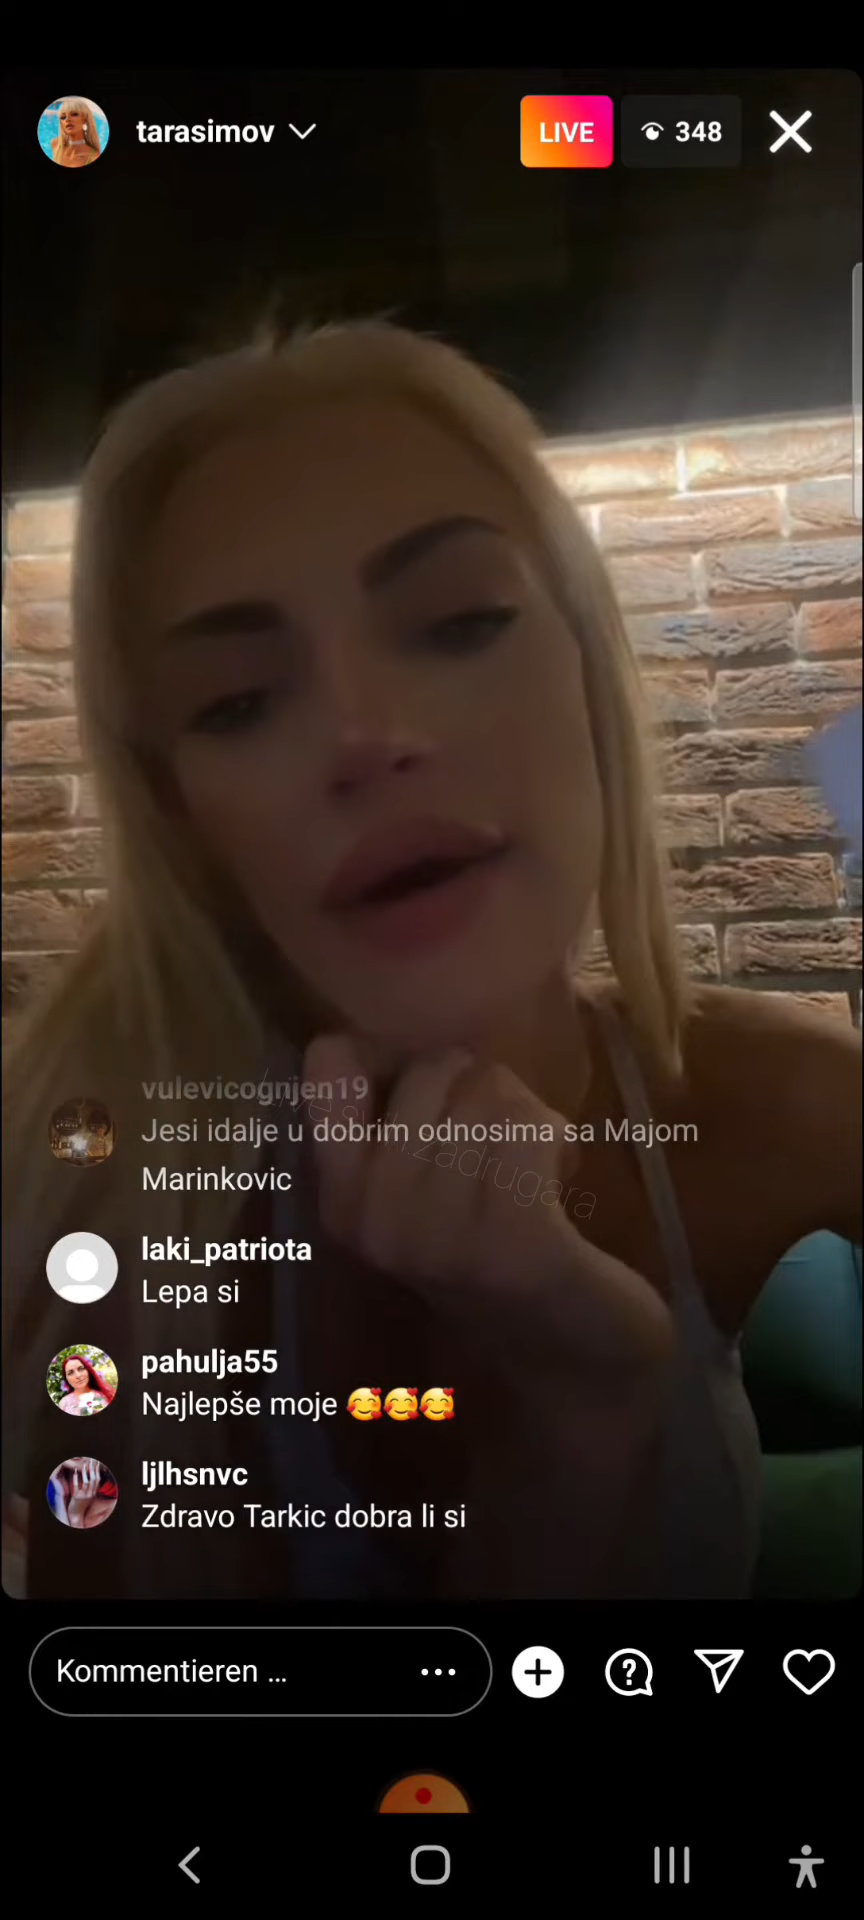 tarasimov
LIVE
348
vulevicognjen19
Jesi idalje u dobrim odnosima sa Majom
Marinkovic
laki_patriota
Lepa si
pahulja55
Najlepše moje 🥰🥰🥰
ljlhsnvc
Zdravo Tarkic dobra li si
Kommentieren ...